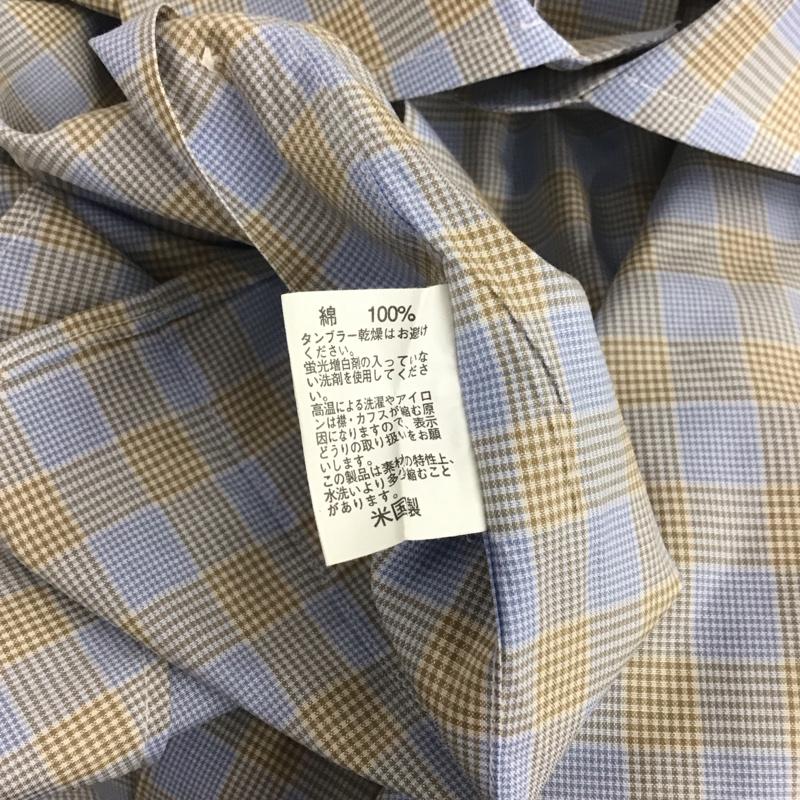 綿 100%
タンブラー乾燥はお避け
ください。
蛍光増白剤の入っていな
い洗剤を使用してくださ
い。
高温による洗濯やアイロ
ンは襟・カフスが縮む原
因になりますので、表示
どうりの取り扱いをお願
いします。
この製品は素材の特性上、
水洗いより多少縮むこと
があります。
米国製